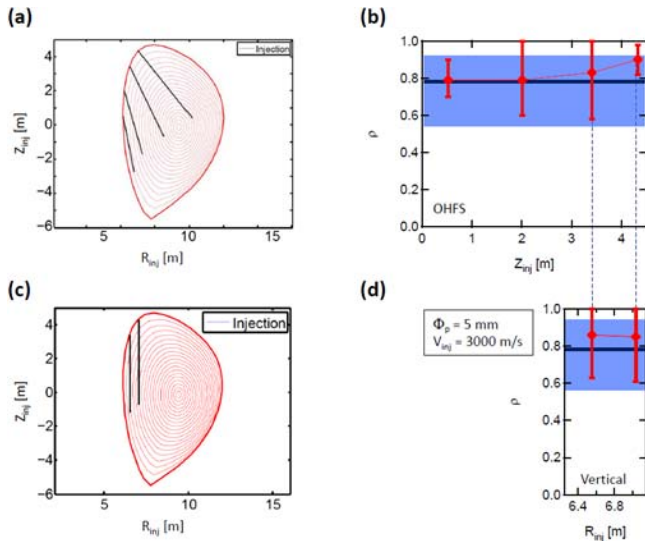 (a)
4
2
0
-2
-4
-6
Z_inj [m]
5
10
15
R_inj [m]
Injection
(b)
1.0
0.8
0.6
0.4
0.2
0.0
ρ
OHFS
0
1
2
3
4
Z_inj [m]
(c)
4
2
0
-2
-4
-6
Z_inj [m]
5
10
15
R_inj [m]
Injection
(d)
Φ_p = 5 mm
V_inj = 3000 m/s
1.0
0.8
0.6
0.4
0.2
0.0
ρ
Vertical
6.4
6.8
R_inj [m]